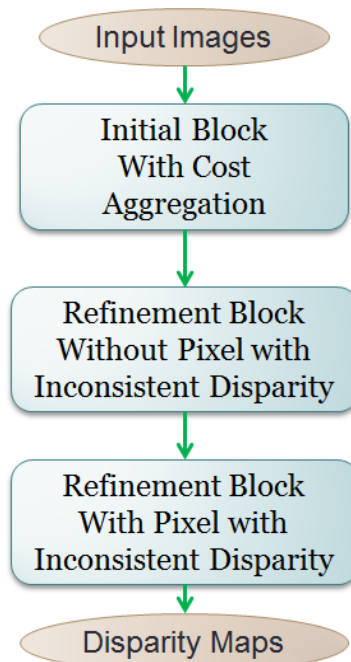 Input Images
Initial Block
With Cost
Aggregation
Refinement Block
Without Pixel with
Inconsistent Disparity
Refinement Block
With Pixel with
Inconsistent Disparity
Disparity Maps